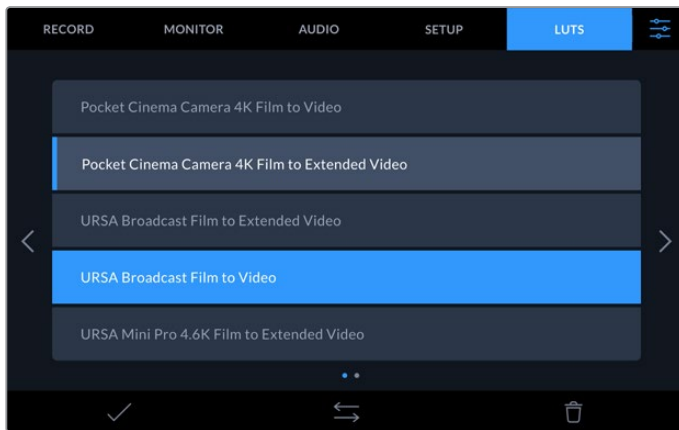 RECORD MONITOR AUDIO SETUP LUTS
Pocket Cinema Camera 4K Film to Video
Pocket Cinema Camera 4K Film to Extended Video
URSA Broadcast Film to Extended Video
URSA Broadcast Film to Video
URSA Mini Pro 4.6K Film to Extended Video